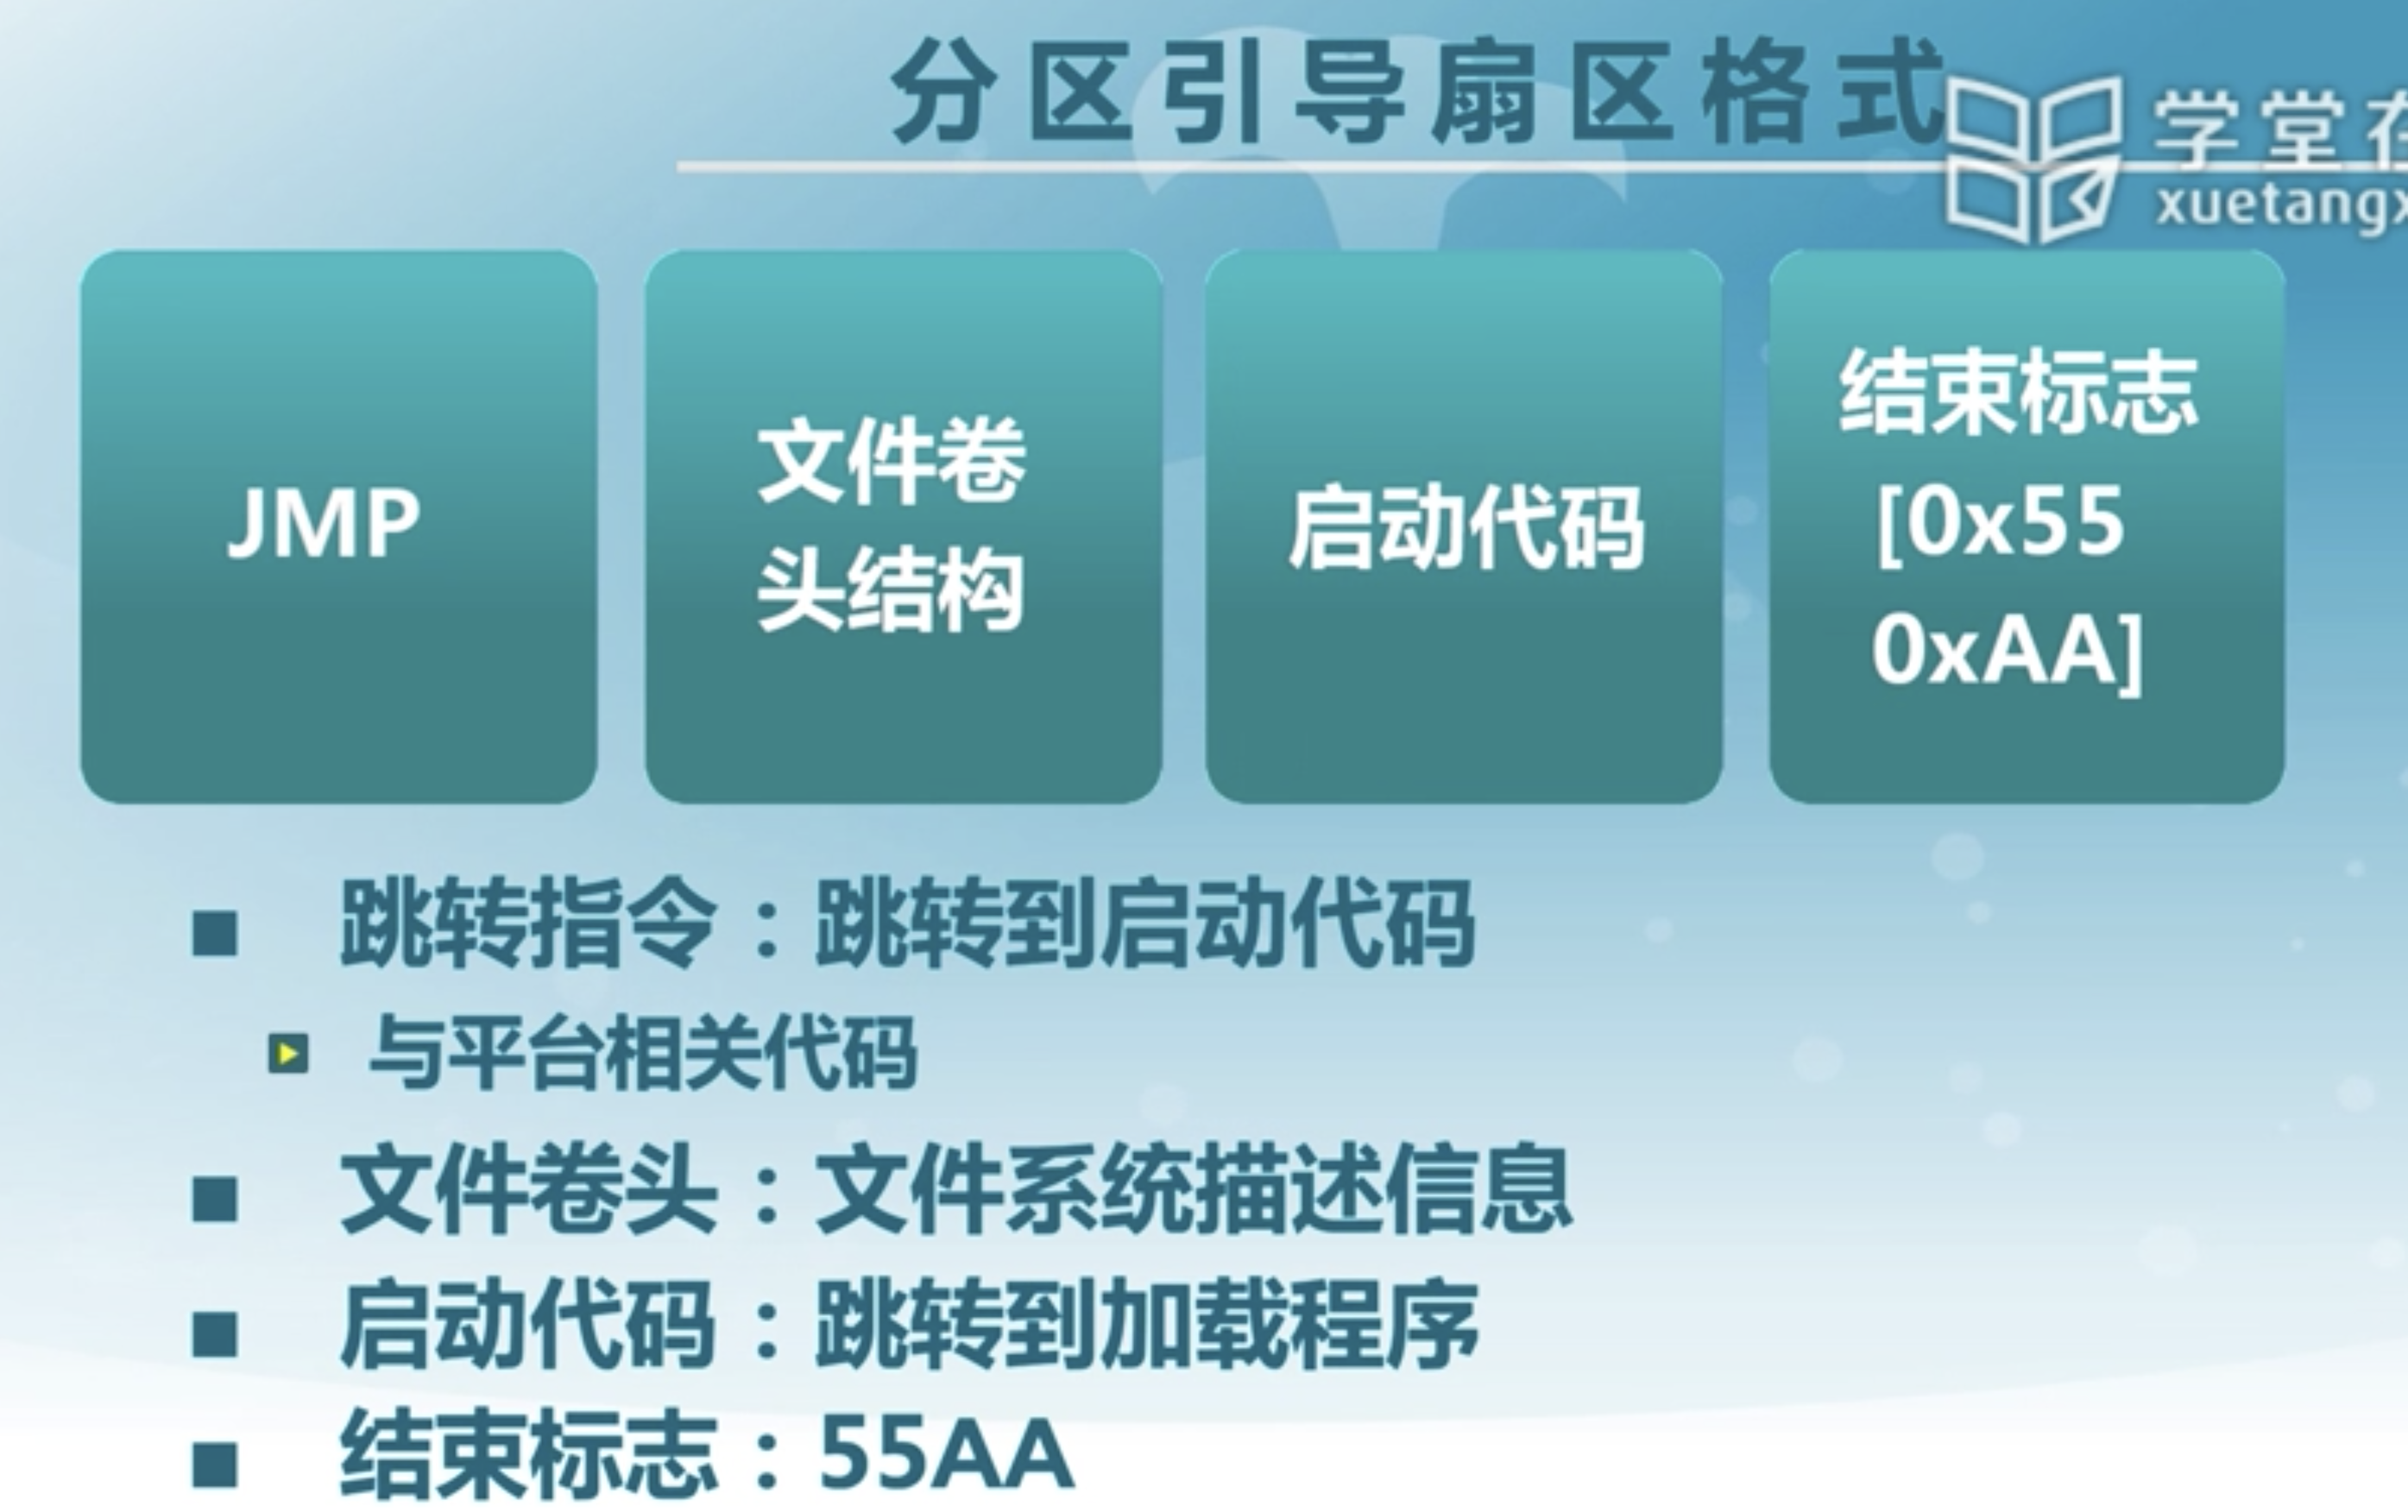 分区引导扇区格式
学堂在
xuetangx
JMP
文件卷
头结构
启动代码
结束标志
[0x55
0xAA]
跳转指令：跳转到启动代码
与平台相关代码
文件卷头：文件系统描述信息
启动代码：跳转到加载程序
结束标志：55AA